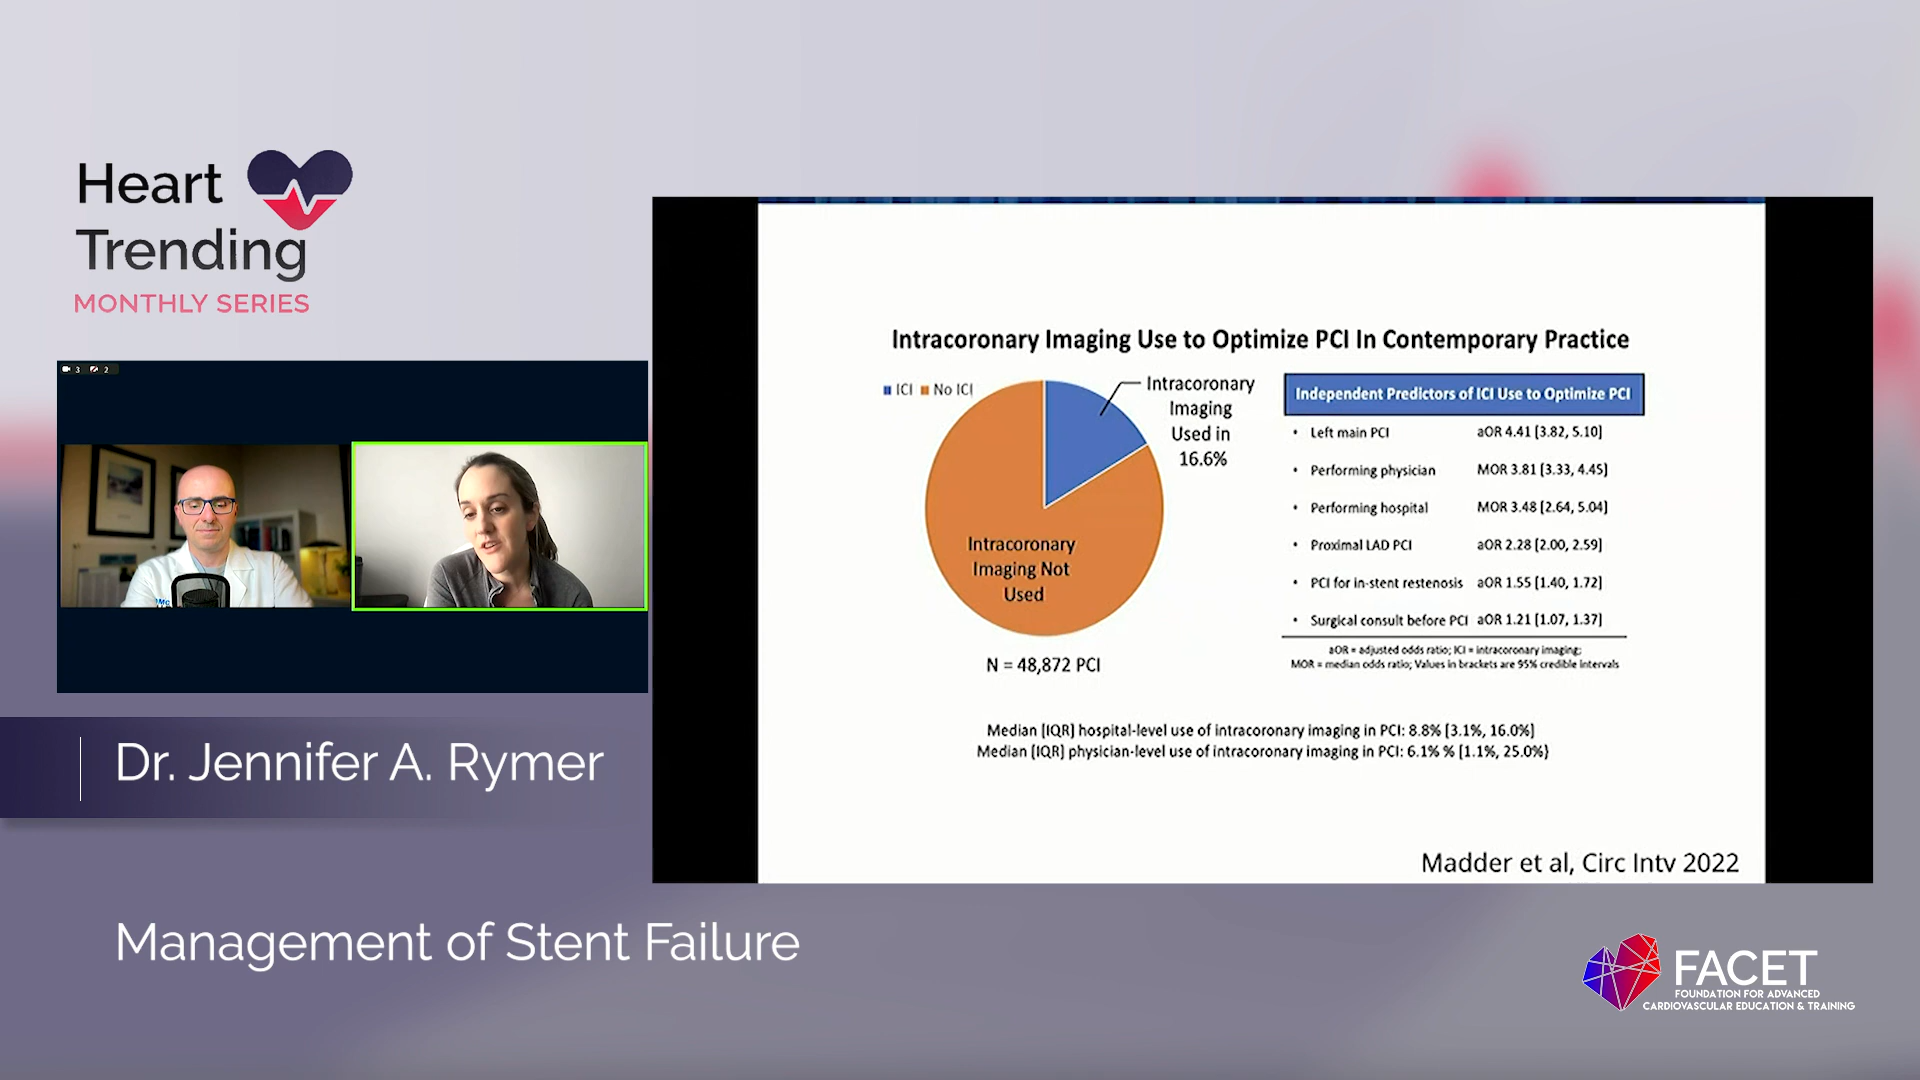 Heart
Trending
MONTHLY SERIES
3 2
Dr. Jennifer A. Rymer
Management of Stent Failure
Intracoronary Imaging Use to Optimize PCI In Contemporary Practice
ICI No ICI
Intracoronary
Imaging
Used in
16.6%
Intracoronary
Imaging Not
Used
N = 48,872 PCI
Independent Predictors of ICI Use to Optimize PCI
• Left main PCI aOR 4.41 [3.82, 5.10]
• Performing physician MOR 3.81 [3.33, 4.45]
• Performing hospital MOR 3.48 [2.64, 5.04]
• Proximal LAD PCI aOR 2.28 [2.00, 2.59]
• PCI for in-stent restenosis aOR 1.55 [1.40, 1.72]
• Surgical consult before PCI aOR 1.21 [1.07, 1.37]
aOR = adjusted odds ratio; ICI = intracoronary imaging;
MOR = median odds ratio; Values in brackets are 95% credible intervals
Median [IQR] hospital-level use of intracoronary imaging in PCI: 8.8% [3.1%, 16.0%]
Median [IQR] physician-level use of intracoronary imaging in PCI: 6.1% % [1.1%, 25.0%]
Madder et al, Circ Intv 2022
FACET
FOUNDATION FOR ADVANCED
CARDIOVASCULAR EDUCATION & TRAINING